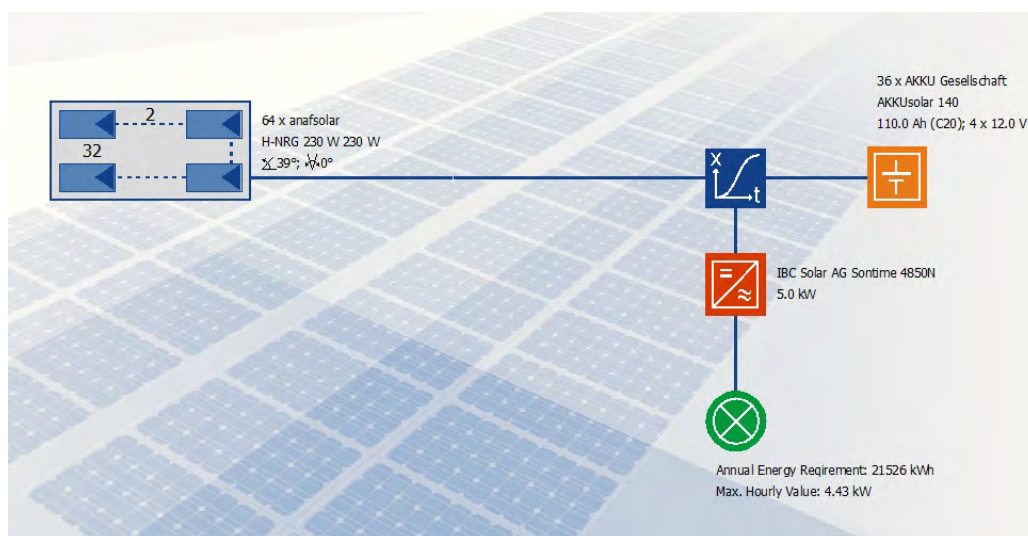 2
32
64 x anafsolar
H-NRG 230 W 230 W
39°; 0°
36 x AKKU Gesellschaft
AKKUsolar 140
110.0 Ah (C20); 4 x 12.0 V
X
t
IBC Solar AG Sontime 4850N
5.0 kW
Annual Energy Reqirement: 21526 kWh
Max. Hourly Value: 4.43 kW